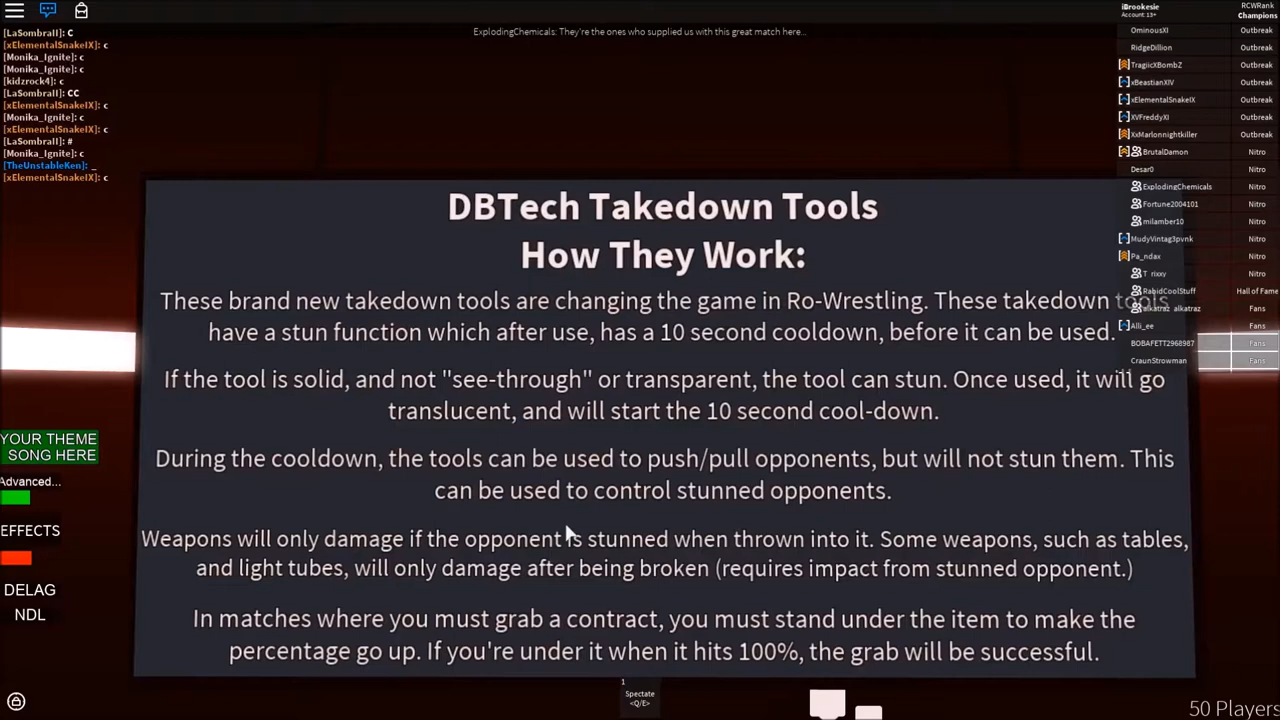 iBrookesie
Account: 13+
RCWRank
Champions
ExplodingChemicals: They're the ones who supplied us with this great match here...
[LaSombraII]: C
[xElementalSnakeIX]: c
[Monika_Ignite]: c
[Monika_Ignite]: c
[kidzrock4]: c
[LaSombraII]: CC
[xElementalSnakeIX]: c
[Monika_Ignite]: c
[xElementalSnakeIX]: c
[LaSombraII]: #
[Monika_Ignite]: c
[TheUnstableKen]: _
[xElementalSnakeIX]: c
OminousXI Outbreak
RidgeDillion Outbreak
TragiicXBombZ Outbreak
xBeastianXIV Outbreak
xElementalSnakeIX Outbreak
XVFreddyXI Outbreak
XxMarlonnightkiller Outbreak
BrutalDamon Nitro
Desar0 Nitro
ExplodingChemicals Nitro
Fortune2004101 Nitro
milamber10 Nitro
MudyVintag3pvnk Nitro
Pa_ndax Nitro
T_rixxy Nitro
RabidCoolStuff Hall of Fame
alkatraz_alkatraz Fans
Alli_ee Fans
BOBAFETT2968987 Fans
CraunStrowman Fans
DBTech Takedown Tools
How They Work:
These brand new takedown tools are changing the game in Ro-Wrestling. These takedown tools
have a stun function which after use, has a 10 second cooldown, before it can be used.
If the tool is solid, and not "see-through" or transparent, the tool can stun. Once used, it will go
translucent, and will start the 10 second cool-down.
During the cooldown, the tools can be used to push/pull opponents, but will not stun them. This
can be used to control stunned opponents.
Weapons will only damage if the opponent is stunned when thrown into it. Some weapons, such as tables,
and light tubes, will only damage after being broken (requires impact from stunned opponent.)
In matches where you must grab a contract, you must stand under the item to make the
percentage go up. If you're under it when it hits 100%, the grab will be successful.
YOUR THEME
SONG HERE
Advanced...
EFFECTS
DELAG
NDL
1
Spectate
<Q/E>
50 Players